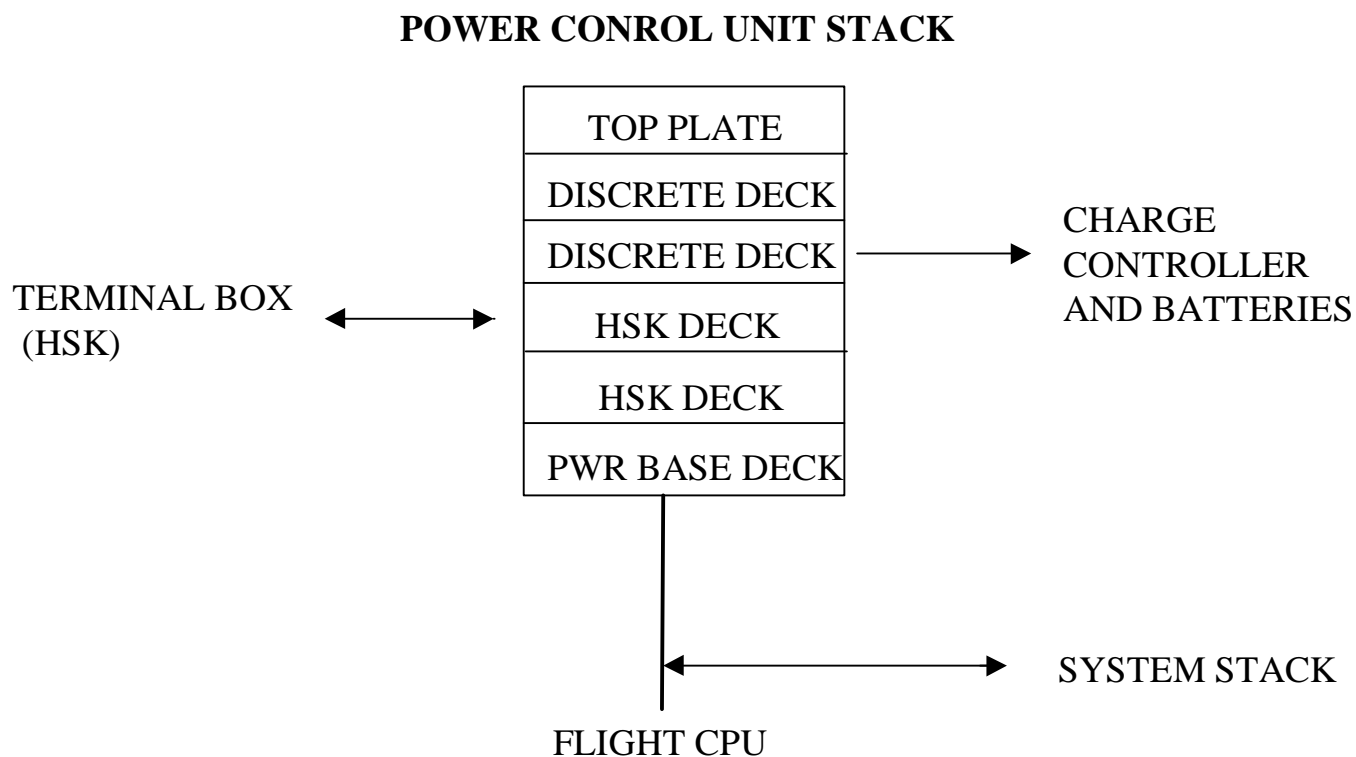 POWER CONROL UNIT STACK
TOP PLATE
DISCRETE DECK
DISCRETE DECK
HSK DECK
HSK DECK
PWR BASE DECK
TERMINAL BOX
(HSK)
CHARGE
CONTROLLER
AND BATTERIES
SYSTEM STACK
FLIGHT CPU